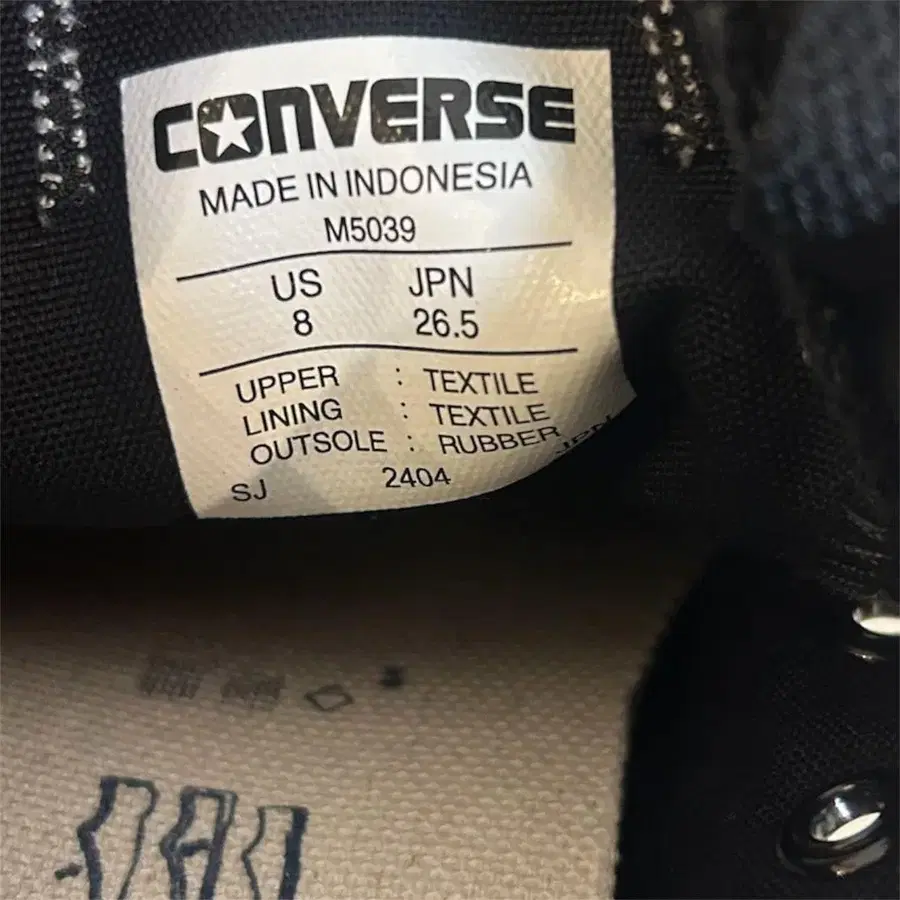 CONVERSE
MADE IN INDONESIA
M5039
US JPN
8 26.5
UPPER : TEXTILE
LINING : TEXTILE
OUTSOLE : RUBBER
SJ 2404